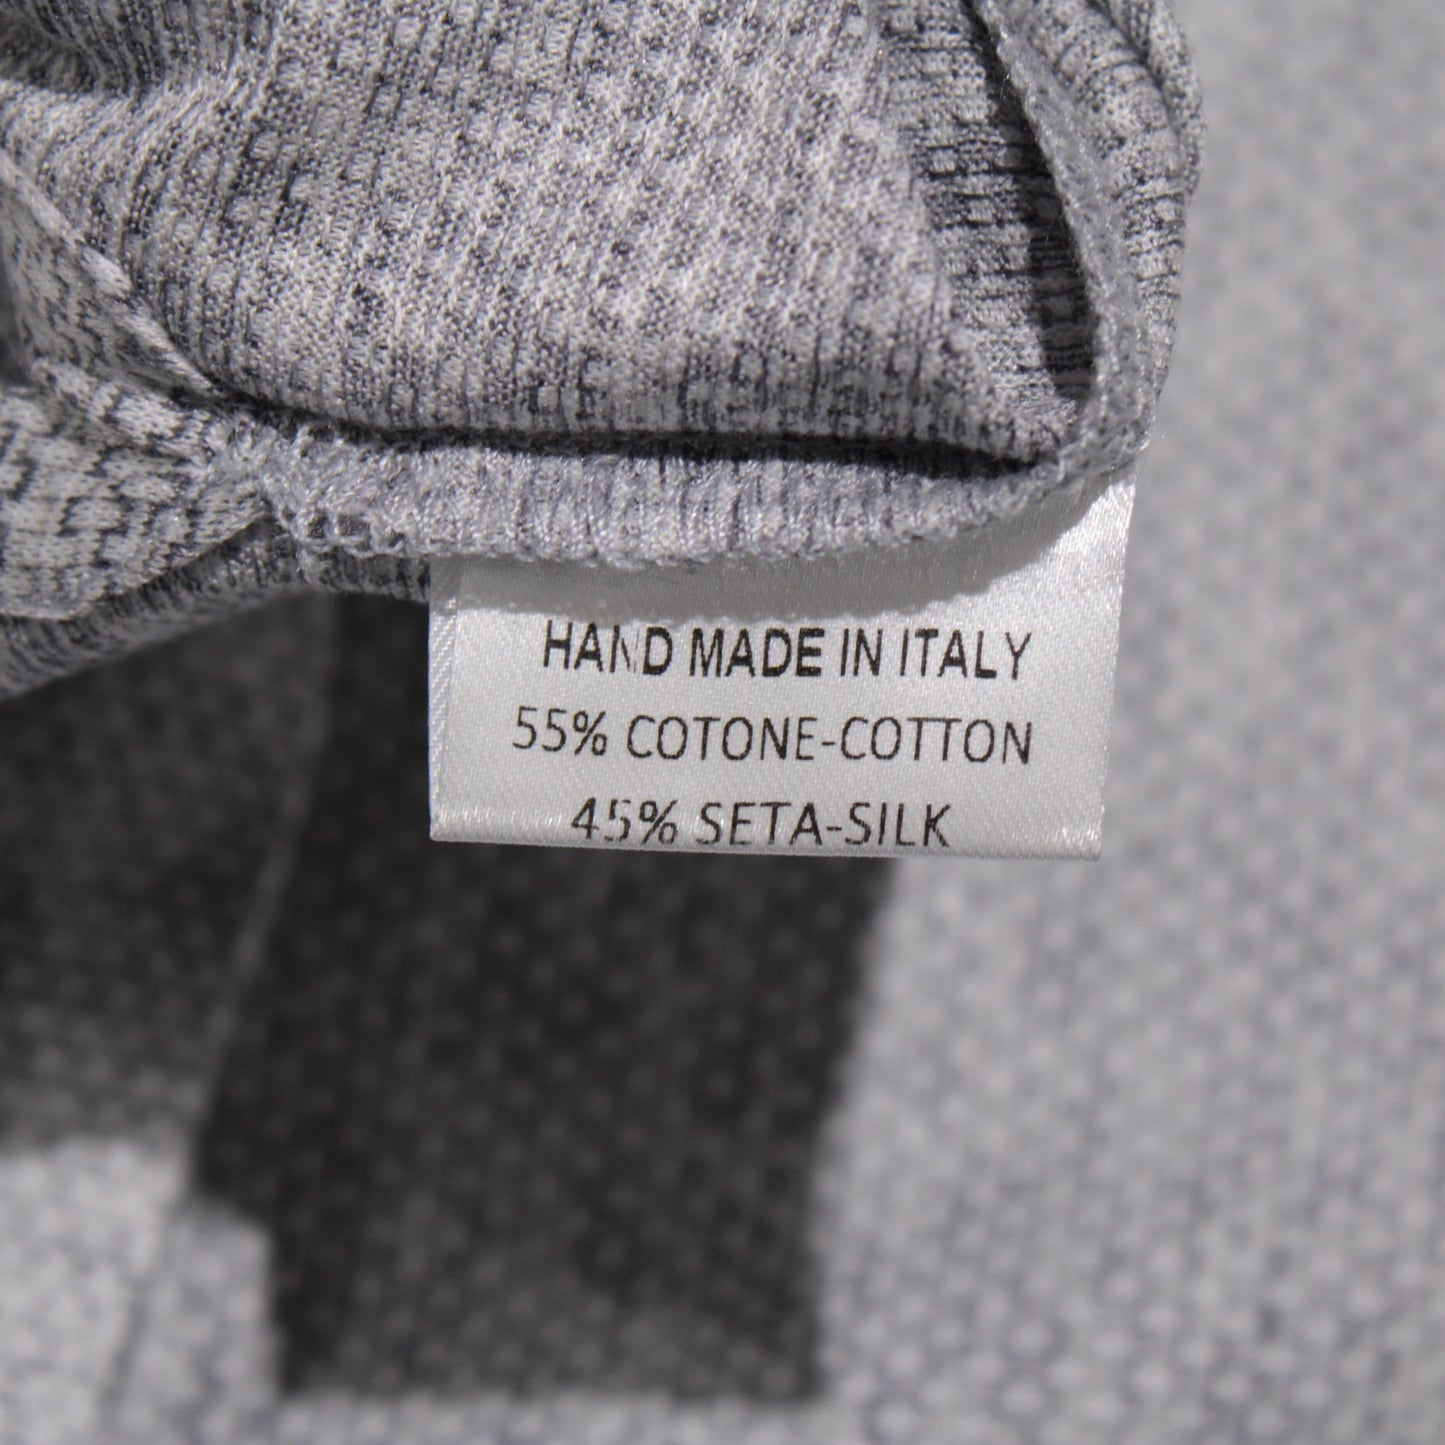 HAND MADE IN ITALY
55% COTONE-COTTON
45% SETA-SILK